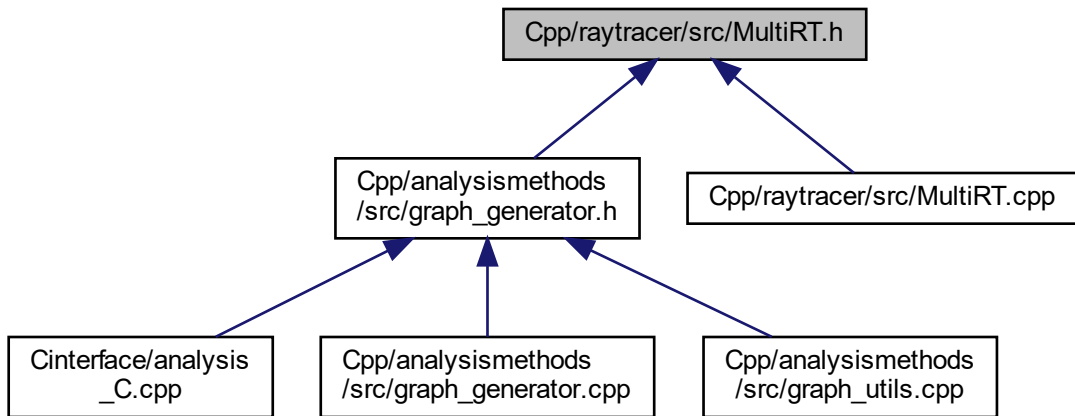 Cpp/raytracer/src/MultiRT.h
Cpp/analysismethods
/src/graph_generator.h
Cpp/raytracer/src/MultiRT.cpp
Cinterface/analysis
_C.cpp
Cpp/analysismethods
/src/graph_generator.cpp
Cpp/analysismethods
/src/graph_utils.cpp